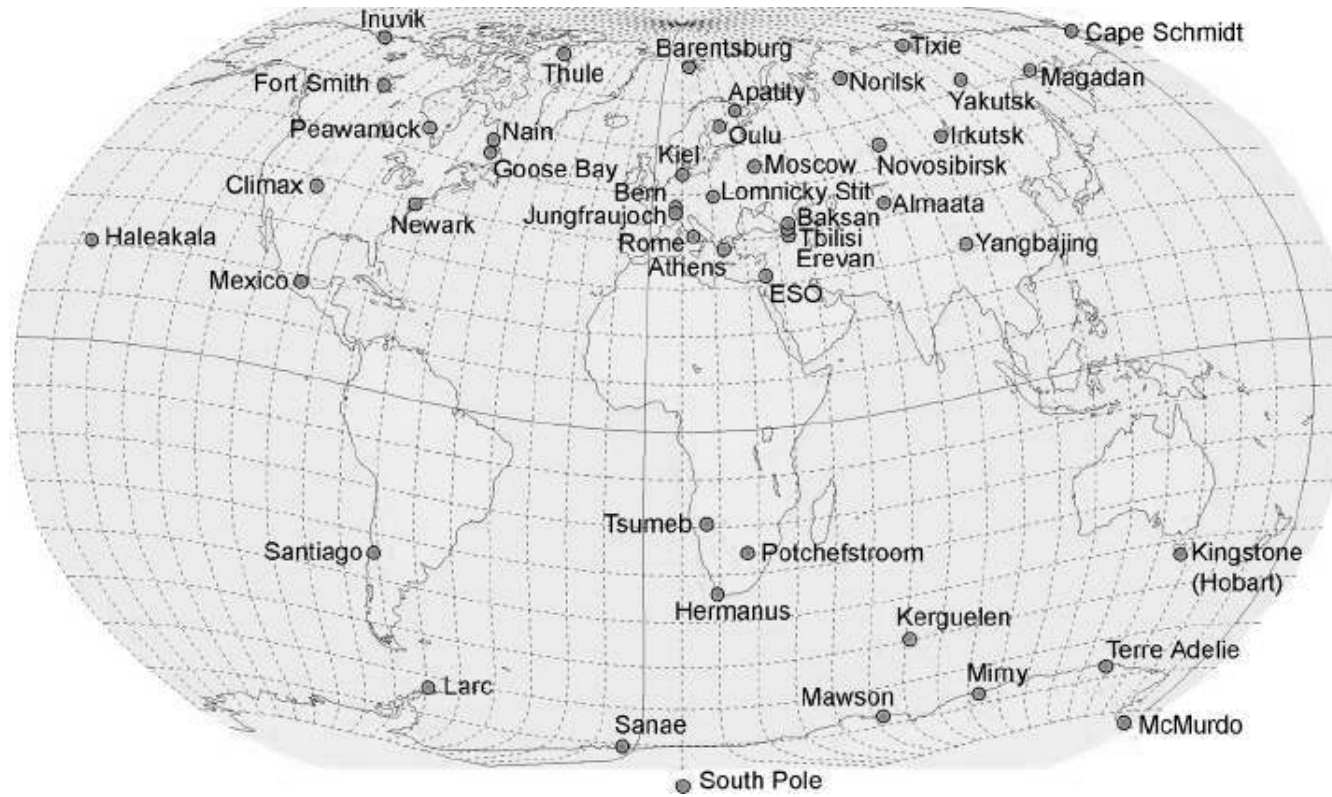 Inuvik
Cape Schmidt
Barentsburg
Tixie
Thule
Magadan
Fort Smith
Norilsk
Apatity
Yakutsk
Peawanuck
Nain
Oulu
Irkutsk
Kiel
Moscow
Novosibirsk
Goose Bay
Climax
Bern
Lomnicky Stit
Almaata
Newark
Jungfraujoch
Baksan
Haleakala
Rome
Tbilisi
Yangbajing
Athens
Erevan
Mexico
ESO
Tsumeb
Santiago
Potchefstroom
Kingstone
(Hobart)
Hermanus
Kerguelen
Terre Adelie
Larc
Mirny
Mawson
Sanae
McMurdo
South Pole